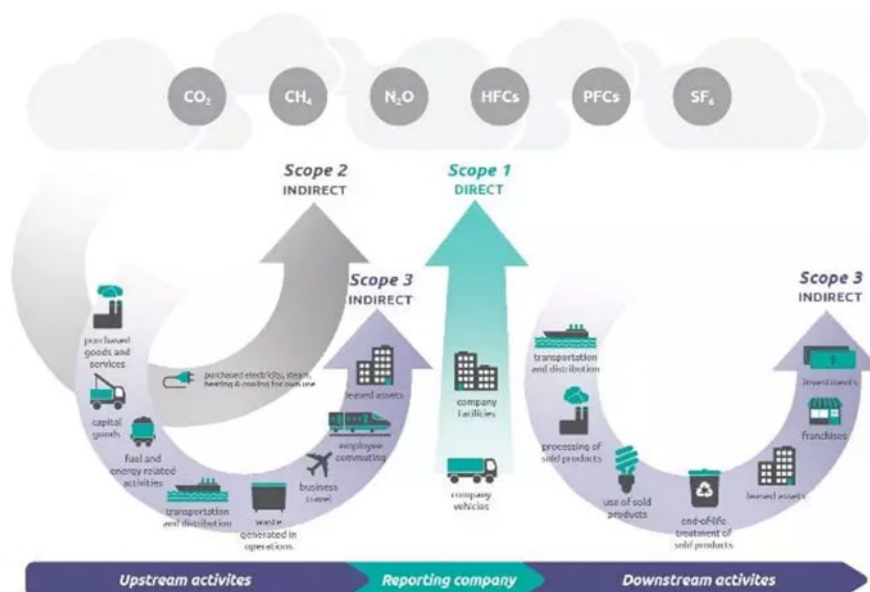 CO₂
CH₄
N₂O
HFCs
PFCs
SF₆
Scope 2
INDIRECT
Scope 1
DIRECT
Scope 3
INDIRECT
Scope 3
INDIRECT
purchased
goods and
services
capital
goods
fuel and
energy related
activities
transportation
and distribution
waste
generated in
operations
business
travel
employee
commuting
leased assets
purchased electricity, steam,
heating & cooling for own use
company
facilities
company
vehicles
transportation
and distribution
processing of
sold products
use of sold
products
end-of-life
treatment of
sold products
leased assets
franchises
investments
Upstream activites
Reporting company
Downstream activites